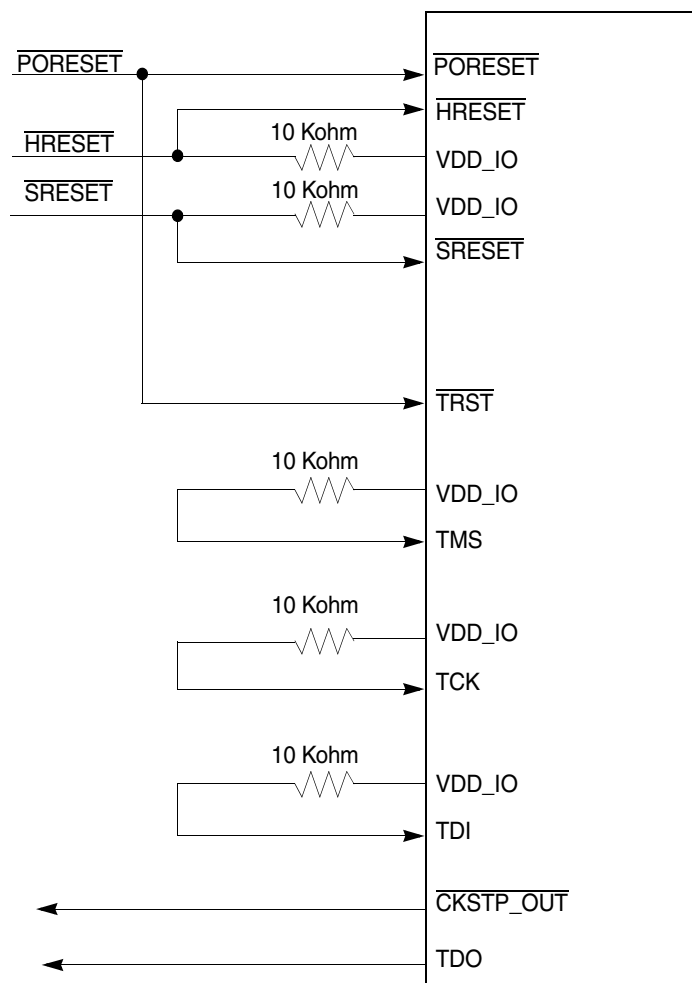 PORESET
PORESET
HRESET
10 Kohm
HRESET
VDD_IO
SRESET
10 Kohm
VDD_IO
SRESET
TRST
10 Kohm
VDD_IO
TMS
10 Kohm
VDD_IO
TCK
10 Kohm
VDD_IO
TDI
CKSTP_OUT
TDO